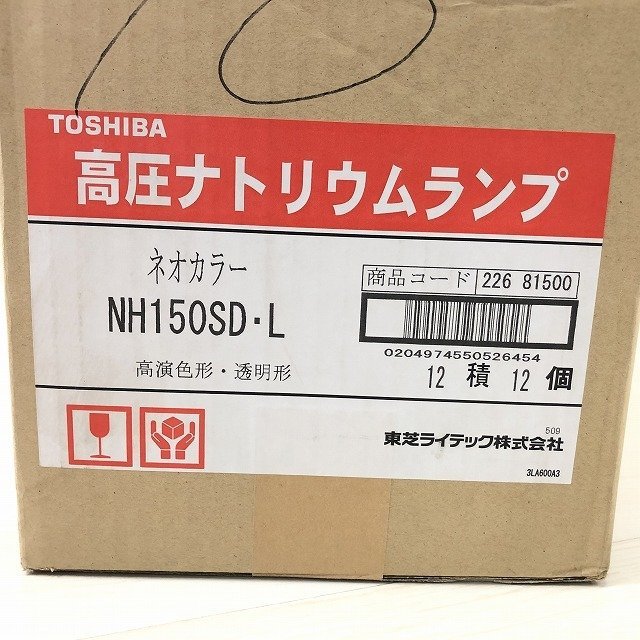 TOSHIBA
高圧ナトリウムランプ
ネオカラー
NH150SD・L
高演色形・透明形
商品コード 226 81500
0204974550526454
12 積 12 個
509
東芝ライテック株式会社
3LA600A3